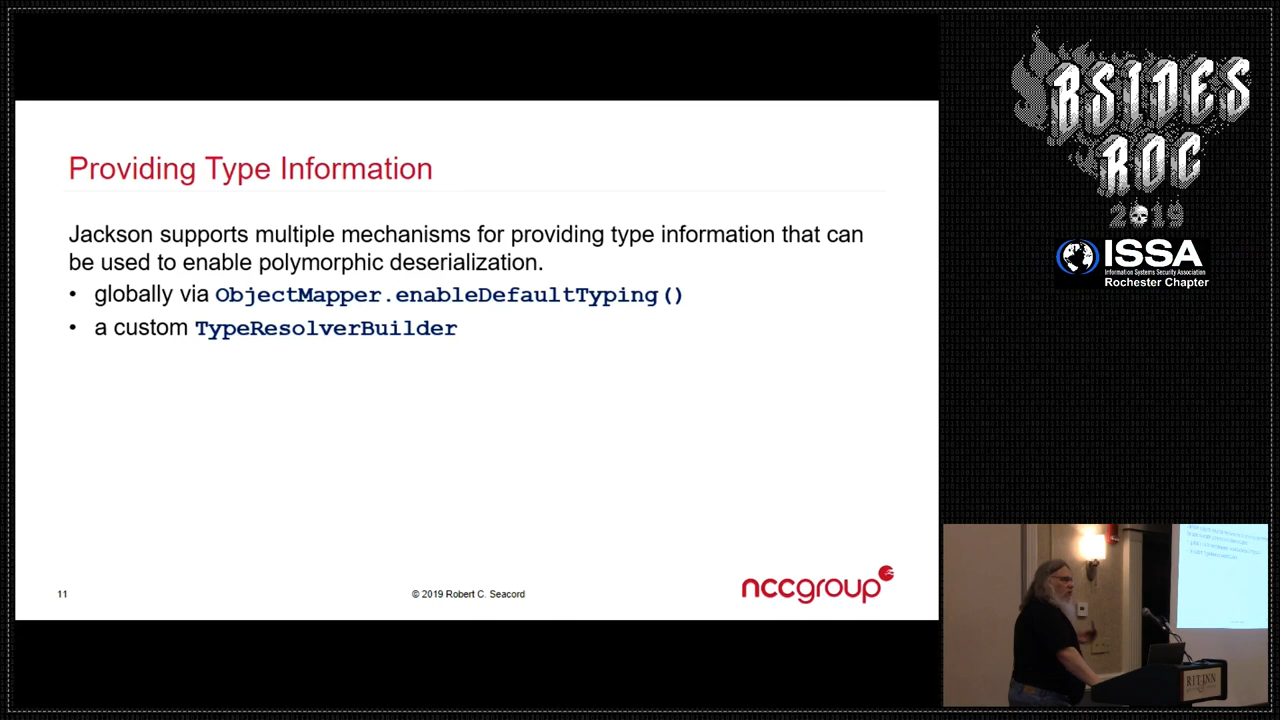 Providing Type Information
Jackson supports multiple mechanisms for providing type information that can
be used to enable polymorphic deserialization.
• globally via ObjectMapper.enableDefaultTyping()
• a custom TypeResolverBuilder
11
© 2019 Robert C. Seacord
nccgroup
BSIDES
ROC
2019
ISSA
Information Systems Security Association
Rochester Chapter
RIT INN